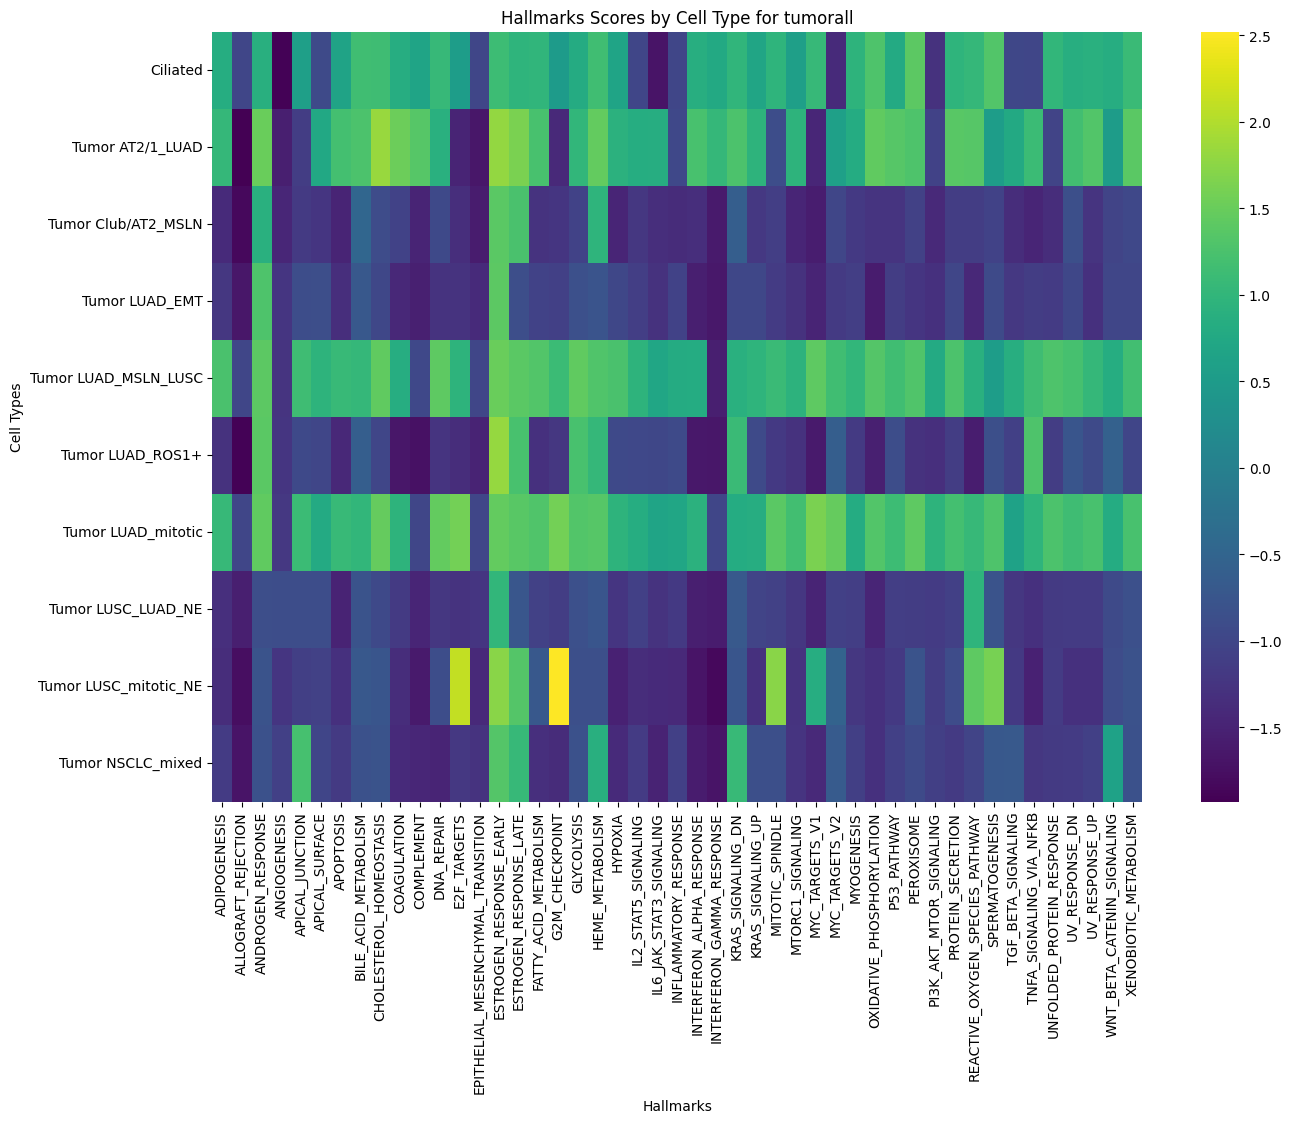 Hallmarks Scores by Cell Type for tumorall
Cell Types
Ciliated
Tumor AT2/1_LUAD
Tumor Club/AT2_MSLN
Tumor LUAD_EMT
Tumor LUAD_MSLN_LUSC
Tumor LUAD_ROS1+
Tumor LUAD_mitotic
Tumor LUSC_LUAD_NE
Tumor LUSC_mitotic_NE
Tumor NSCLC_mixed
ADIPOGENESIS
ALLOGRAFT_REJECTION
ANDROGEN_RESPONSE
ANGIOGENESIS
APICAL_JUNCTION
APICAL_SURFACE
APOPTOSIS
BILE_ACID_METABOLISM
CHOLESTEROL_HOMEOSTASIS
COAGULATION
COMPLEMENT
DNA_REPAIR
E2F_TARGETS
EPITHELIAL_MESENCHYMAL_TRANSITION
ESTROGEN_RESPONSE_EARLY
ESTROGEN_RESPONSE_LATE
FATTY_ACID_METABOLISM
G2M_CHECKPOINT
GLYCOLYSIS
HEME_METABOLISM
HYPOXIA
IL2_STAT5_SIGNALING
IL6_JAK_STAT3_SIGNALING
INFLAMMATORY_RESPONSE
INTERFERON_ALPHA_RESPONSE
INTERFERON_GAMMA_RESPONSE
KRAS_SIGNALING_DN
KRAS_SIGNALING_UP
MITOTIC_SPINDLE
MTORC1_SIGNALING
MYC_TARGETS_V1
MYC_TARGETS_V2
MYOGENESIS
OXIDATIVE_PHOSPHORYLATION
P53_PATHWAY
PEROXISOME
PI3K_AKT_MTOR_SIGNALING
PROTEIN_SECRETION
REACTIVE_OXYGEN_SPECIES_PATHWAY
SPERMATOGENESIS
TGF_BETA_SIGNALING
TNFA_SIGNALING_VIA_NFKB
UNFOLDED_PROTEIN_RESPONSE
UV_RESPONSE_DN
UV_RESPONSE_UP
WNT_BETA_CATENIN_SIGNALING
XENOBIOTIC_METABOLISM
Hallmarks
2.5
2.0
1.5
1.0
0.5
0.0
−0.5
−1.0
−1.5